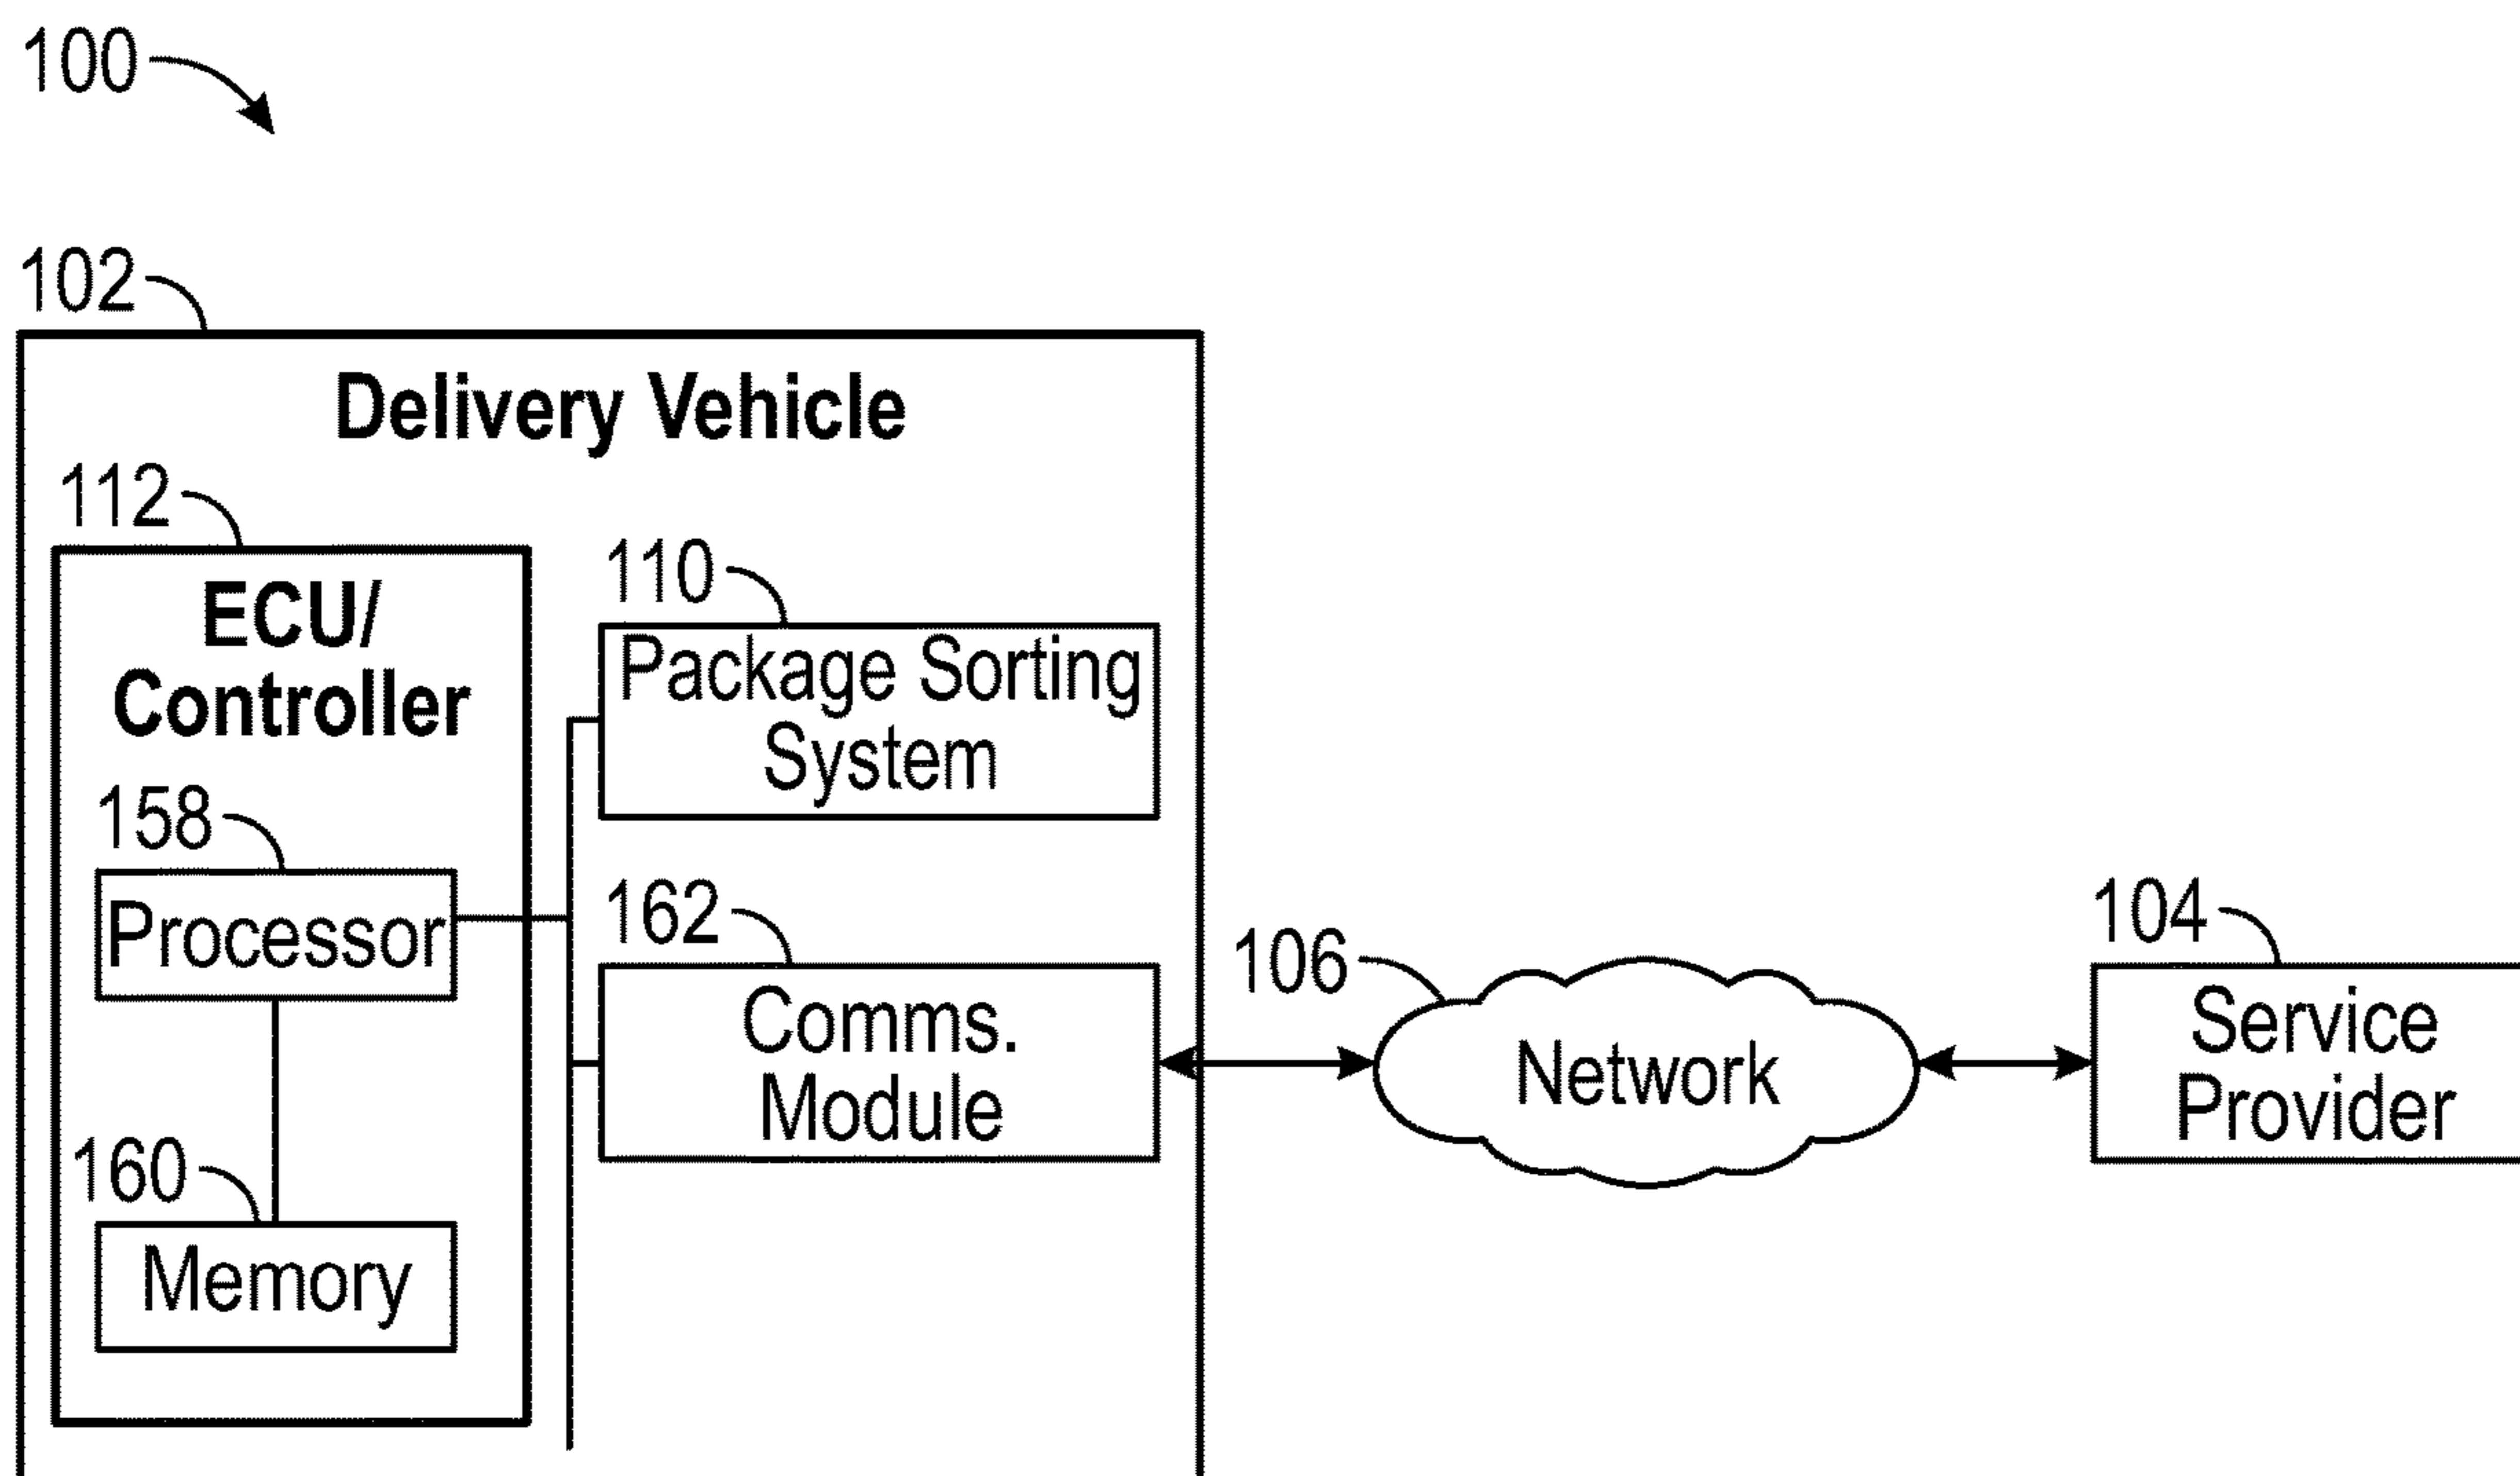 100
102
Delivery Vehicle
112
ECU/
Controller
110
Package Sorting
System
158
Processor
162
Comms.
Module
106
Network
104
Service
Provider
160
Memory